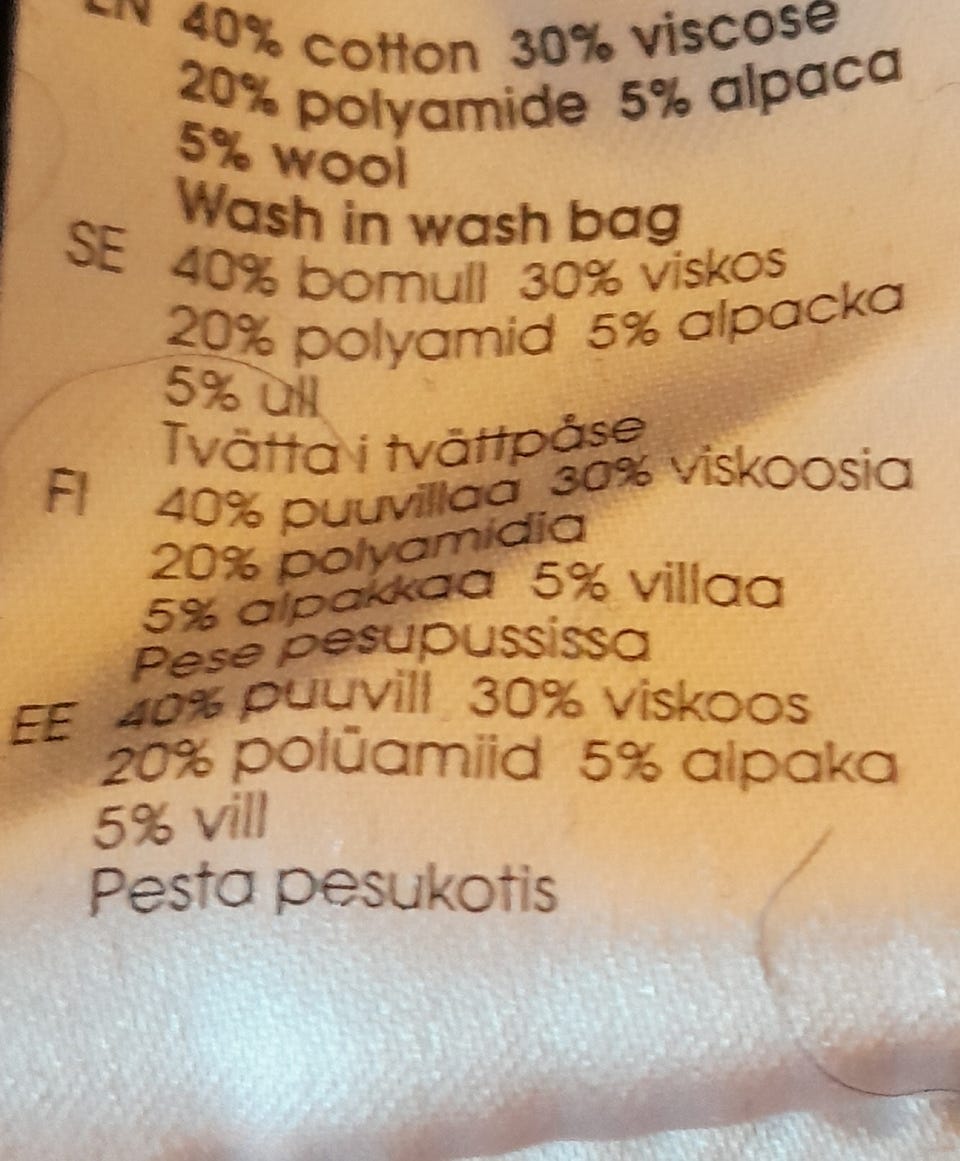 EN 40% cotton 30% viscose
20% polyamide 5% alpaca
5% wool
Wash in wash bag
SE 40% bomull 30% viskos
20% polyamid 5% alpacka
5% ull
Tvätta i tvättpåse
FI 40% puuvillaa 30% viskoosia
20% polyamidia
5% alpakkaa 5% villaa
Pese pesupussissa
EE 40% puuvill 30% viskoos
20% polüamiid 5% alpaka
5% vill
Pesta pesukotis